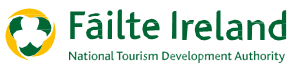 Fáilte Ireland
National Tourism Development Authority